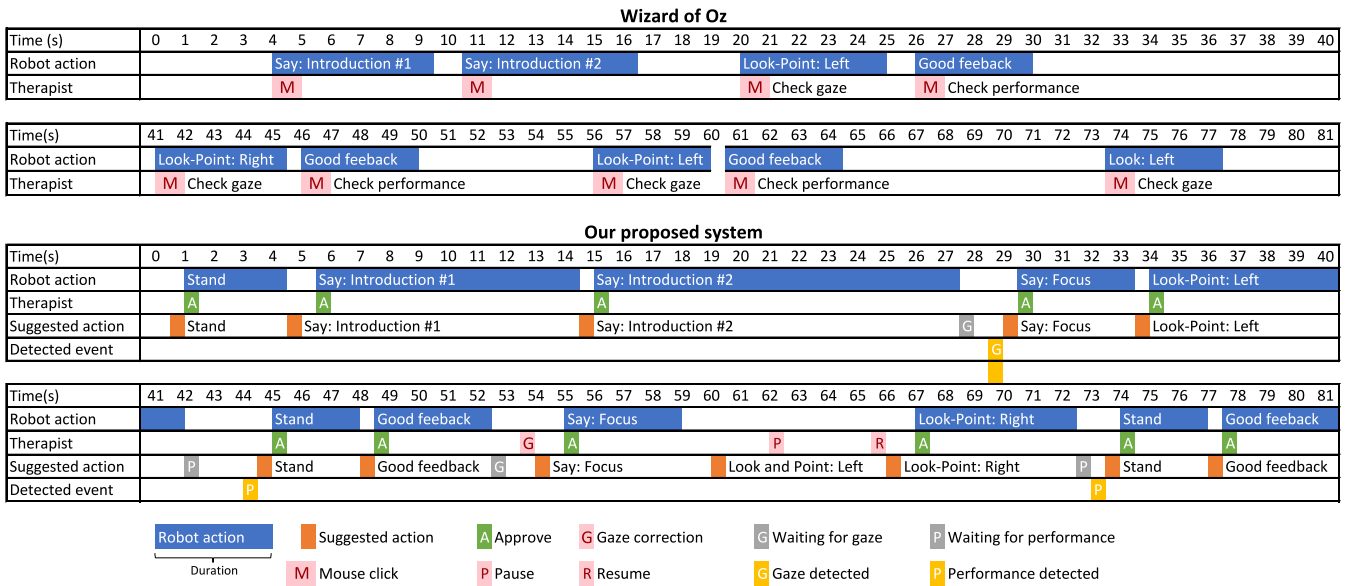 Wizard of Oz
Time (s) 0 1 2 3 4 5 6 7 8 9 10 11 12 13 14 15 16 17 18 19 20 21 22 23 24 25 26 27 28 29 30 31 32 33 34 35 36 37 38 39 40
Robot action Say: Introduction #1 Say: Introduction #2 Look-Point: Left Good feeback
Therapist M M M Check gaze M Check performance
Time(s) 41 42 43 44 45 46 47 48 49 50 51 52 53 54 55 56 57 58 59 60 61 62 63 64 65 66 67 68 69 70 71 72 73 74 75 76 77 78 79 80 81
Robot action Look-Point: Right Good feeback Look-Point: Left Good feeback Look: Left
Therapist M Check gaze M Check performance M Check gaze M Check performance M Check gaze
Our proposed system
Time(s) 0 1 2 3 4 5 6 7 8 9 10 11 12 13 14 15 16 17 18 19 20 21 22 23 24 25 26 27 28 29 30 31 32 33 34 35 36 37 38 39 40
Robot action Stand Say: Introduction #1 Say: Introduction #2 Say: Focus Look-Point: Left
Therapist A A A A A
Suggested action Stand Say: Introduction #1 Say: Introduction #2 G Say: Focus Look-Point: Left
Detected event G
Time(s) 41 42 43 44 45 46 47 48 49 50 51 52 53 54 55 56 57 58 59 60 61 62 63 64 65 66 67 68 69 70 71 72 73 74 75 76 77 78 79 80 81
Robot action Stand Good feeback Say: Focus Look-Point: Right Stand Good feeback
Therapist A A G A P R A A A
Suggested action P Stand Good feedback G Say: Focus Look and Point: Left Look-Point: Right P Stand Good feedback
Detected event P P
Robot action Suggested action A Approve G Gaze correction G Waiting for gaze P Waiting for performance
Duration M Mouse click P Pause R Resume G Gaze detected P Performance detected